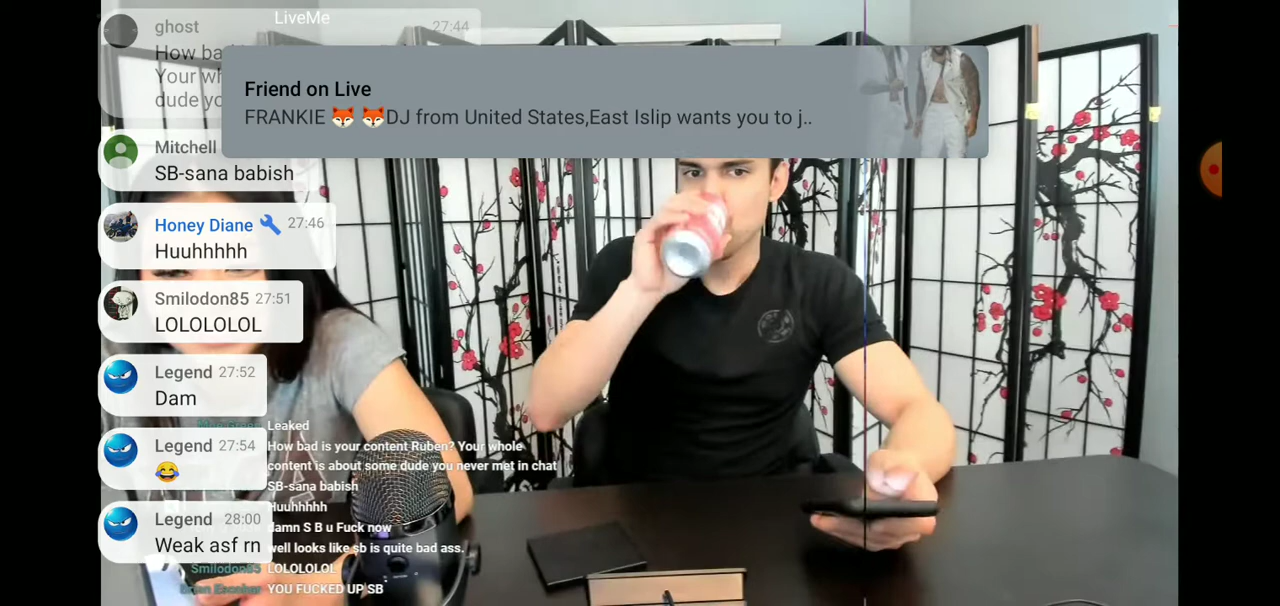 LiveMe
ghost 27:44
How ba
Your wh
dude yo
Friend on Live
FRANKIE 🦊 🦊DJ from United States,East Islip wants you to j..
Mitchell
SB-sana babish
Honey Diane 🔧 27:46
Huuhhhhh
Smilodon85 27:51
LOLOLOLOL
Legend 27:52
Dam
Legend 27:54
😂
Legend 28:00
Weak asf rn
Leaked
How bad is your content Ruben? Your whole
content is about some dude you never met in chat
SB-sana babish
Huuhhhhh
damn S B u Fuck now
well looks like sb is quite bad ass.
Smilodon85 LOLOLOLOL
YOU FUCKED UP SB